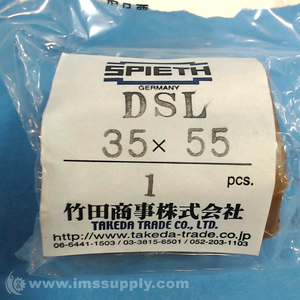 SPIETH
GERMANY
DSL
35 × 55
1 pcs.
竹田商事株式会社
TAKEDA TRADE CO., LTD.
http://www.takeda-trade.co.jp
06-6441-1503 / 03-3815-6501 / 052-203-1103
© www.imssupply.com